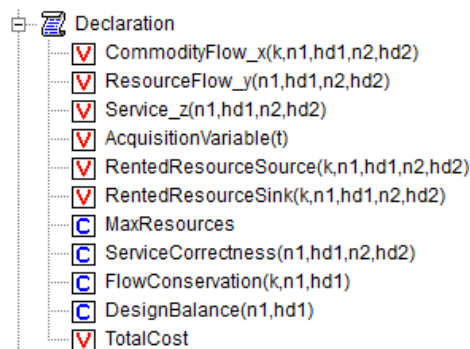 Declaration
V CommodityFlow_x(k,n1,hd1,n2,hd2)
V ResourceFlow_y(n1,hd1,n2,hd2)
V Service_z(n1,hd1,n2,hd2)
V AcquisitionVariable(t)
V RentedResourceSource(k,n1,hd1,n2,hd2)
V RentedResourceSink(k,n1,hd1,n2,hd2)
C MaxResources
C ServiceCorrectness(n1,hd1,n2,hd2)
C FlowConservation(k,n1,hd1)
C DesignBalance(n1,hd1)
V TotalCost